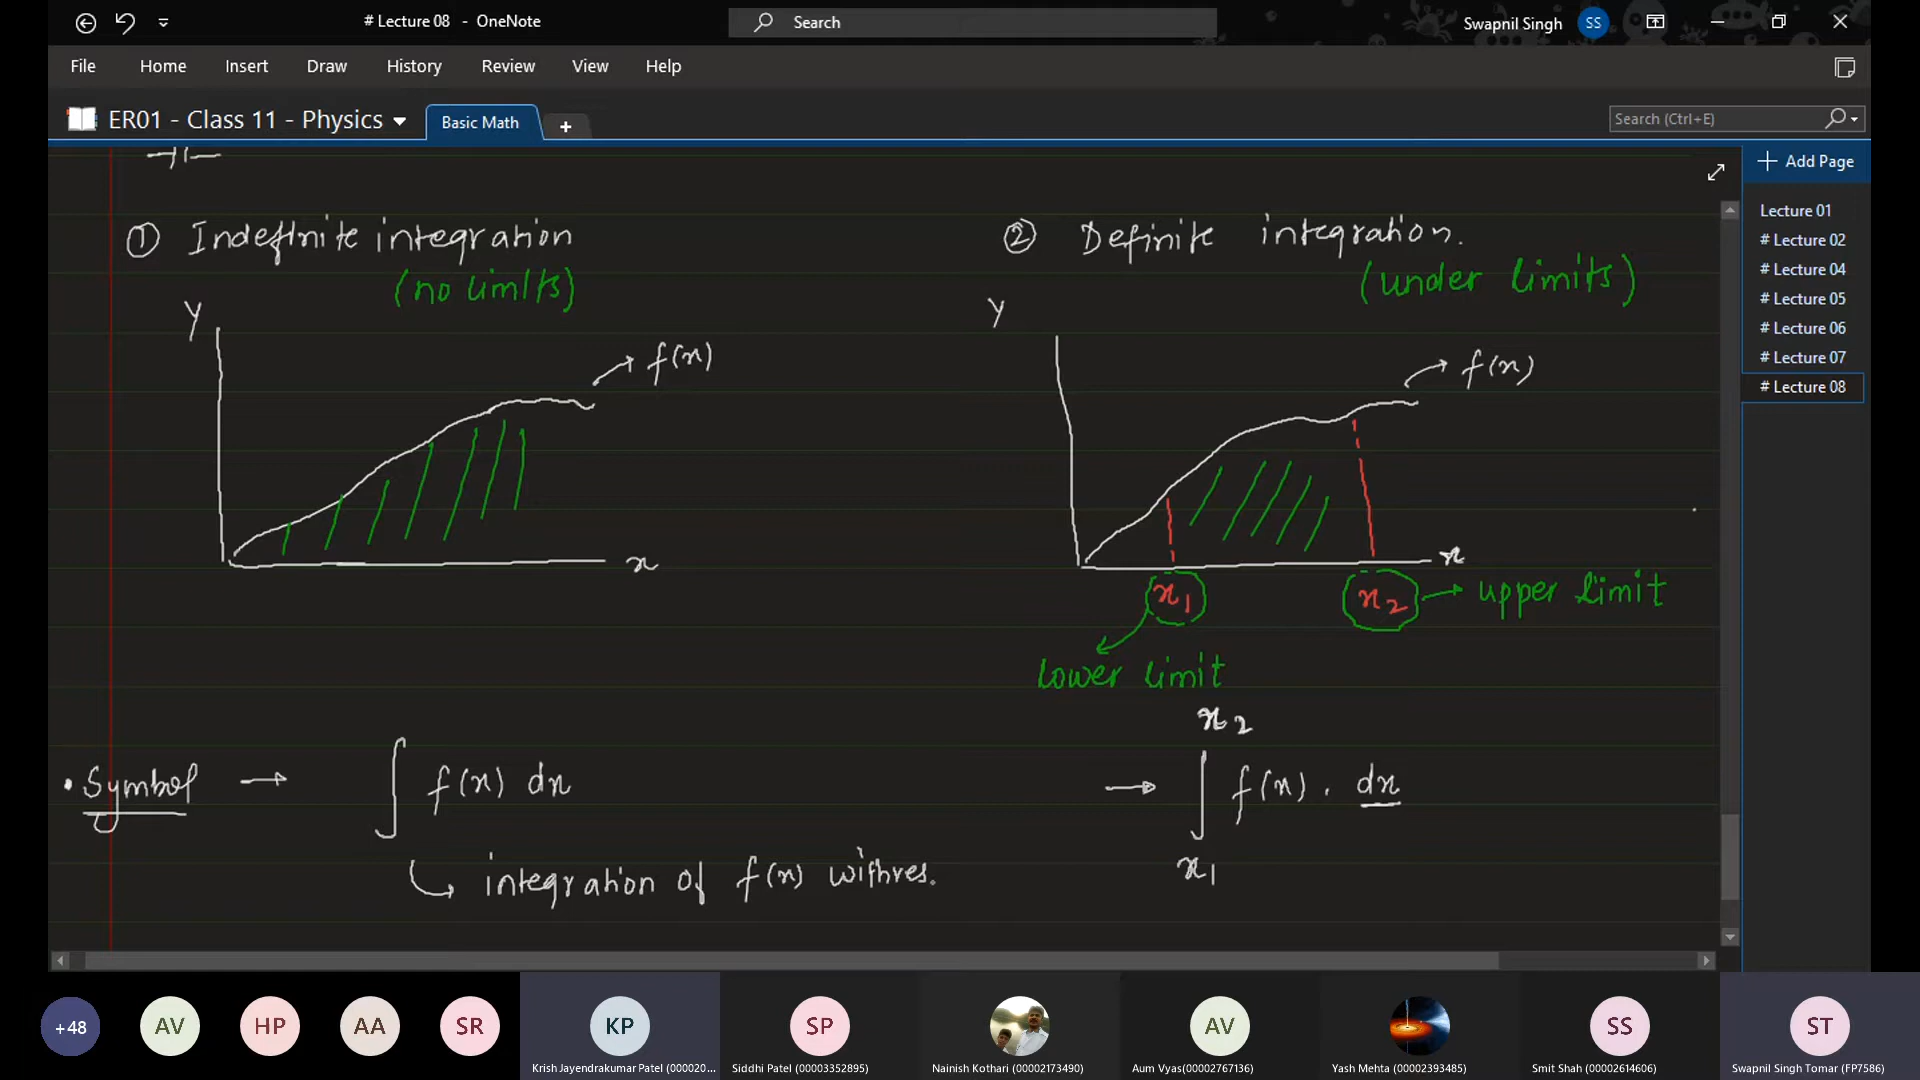 # Lecture 08 - OneNote
Search
Swapnil Singh
SS
File Home Insert Draw History Review View Help
ER01 - Class 11 - Physics
Basic Math
+
Search (Ctrl+E)
Add Page
Lecture 01
# Lecture 02
# Lecture 04
# Lecture 05
# Lecture 06
# Lecture 07
# Lecture 08
① Indefinite integration
(no limits)
y
f(x)
x
② Definite integration.
(under limits)
y
f(x)
x
x1
x2 → upper limit
lower limit
• Symbol → ∫ f(x) dx
↳ integration of f(x) withres.
x2
→ ∫ f(x) . dx
x1
+48
AV
HP
AA
SR
KP
SP
AV
SS
ST
Krish Jayendrakumar Patel (000020...
Siddhi Patel (00003352895)
Nainish Kothari (00002173490)
Aum Vyas(00002767136)
Yash Mehta (00002393485)
Smit Shah (00002614606)
Swapnil Singh Tomar (FP7586)